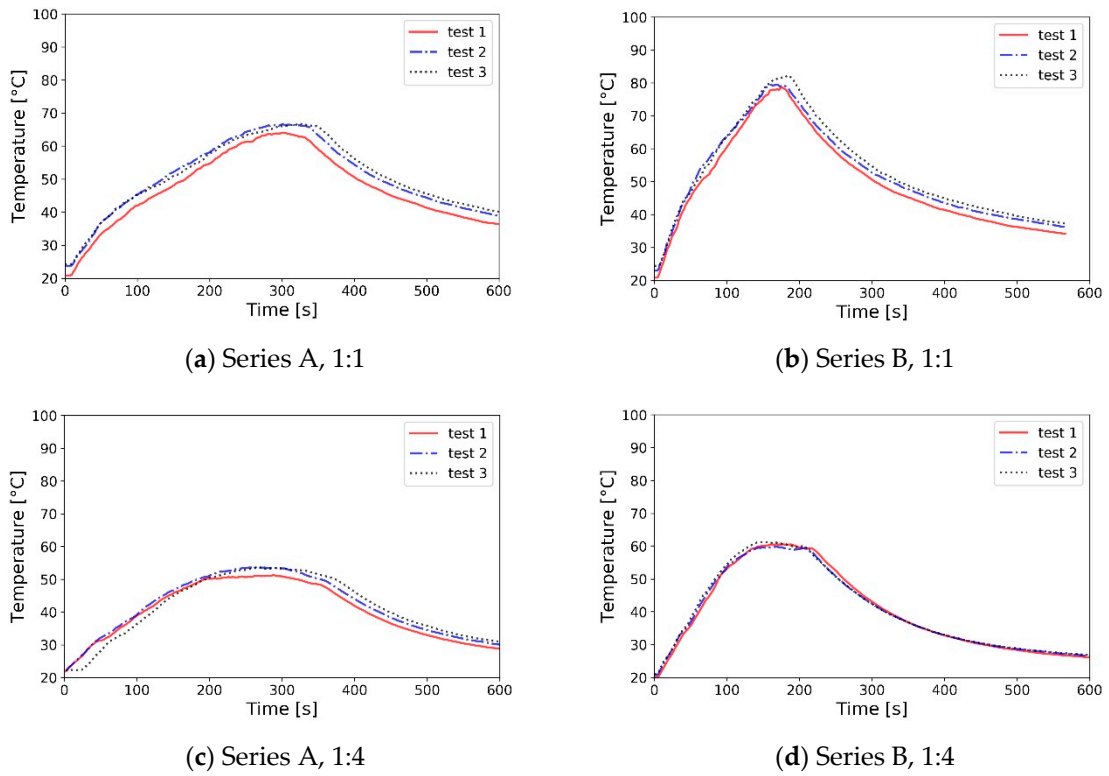 100
90
80
70
60
50
40
30
20
Temperature [°C]
0 100 200 300 400 500 600
Time [s]
test 1
test 2
test 3
(a) Series A, 1:1
100
90
80
70
60
50
40
30
20
Temperature [°C]
0 100 200 300 400 500 600
Time [s]
test 1
test 2
test 3
(b) Series B, 1:1
100
90
80
70
60
50
40
30
20
Temperature [°C]
0 100 200 300 400 500 600
Time [s]
test 1
test 2
test 3
(c) Series A, 1:4
100
90
80
70
60
50
40
30
20
Temperature [°C]
0 100 200 300 400 500 600
Time [s]
test 1
test 2
test 3
(d) Series B, 1:4